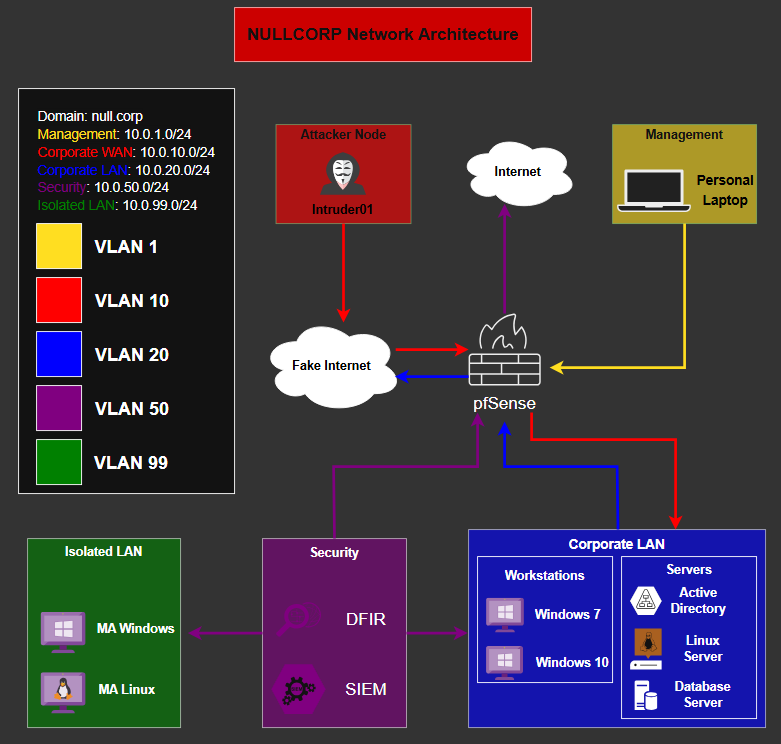 NULLCORP Network Architecture
Domain: null.corp
Management: 10.0.1.0/24
Corporate WAN: 10.0.10.0/24
Corporate LAN: 10.0.20.0/24
Security: 10.0.50.0/24
Isolated LAN: 10.0.99.0/24
VLAN 1
VLAN 10
VLAN 20
VLAN 50
VLAN 99
Attacker Node
Intruder01
Internet
Management
Personal
Laptop
Fake Internet
pfSense
Isolated LAN
MA Windows
MA Linux
Security
DFIR
SIEM
Corporate LAN
Workstations
Windows 7
Windows 10
Servers
Active
Directory
Linux
Server
Database
Server